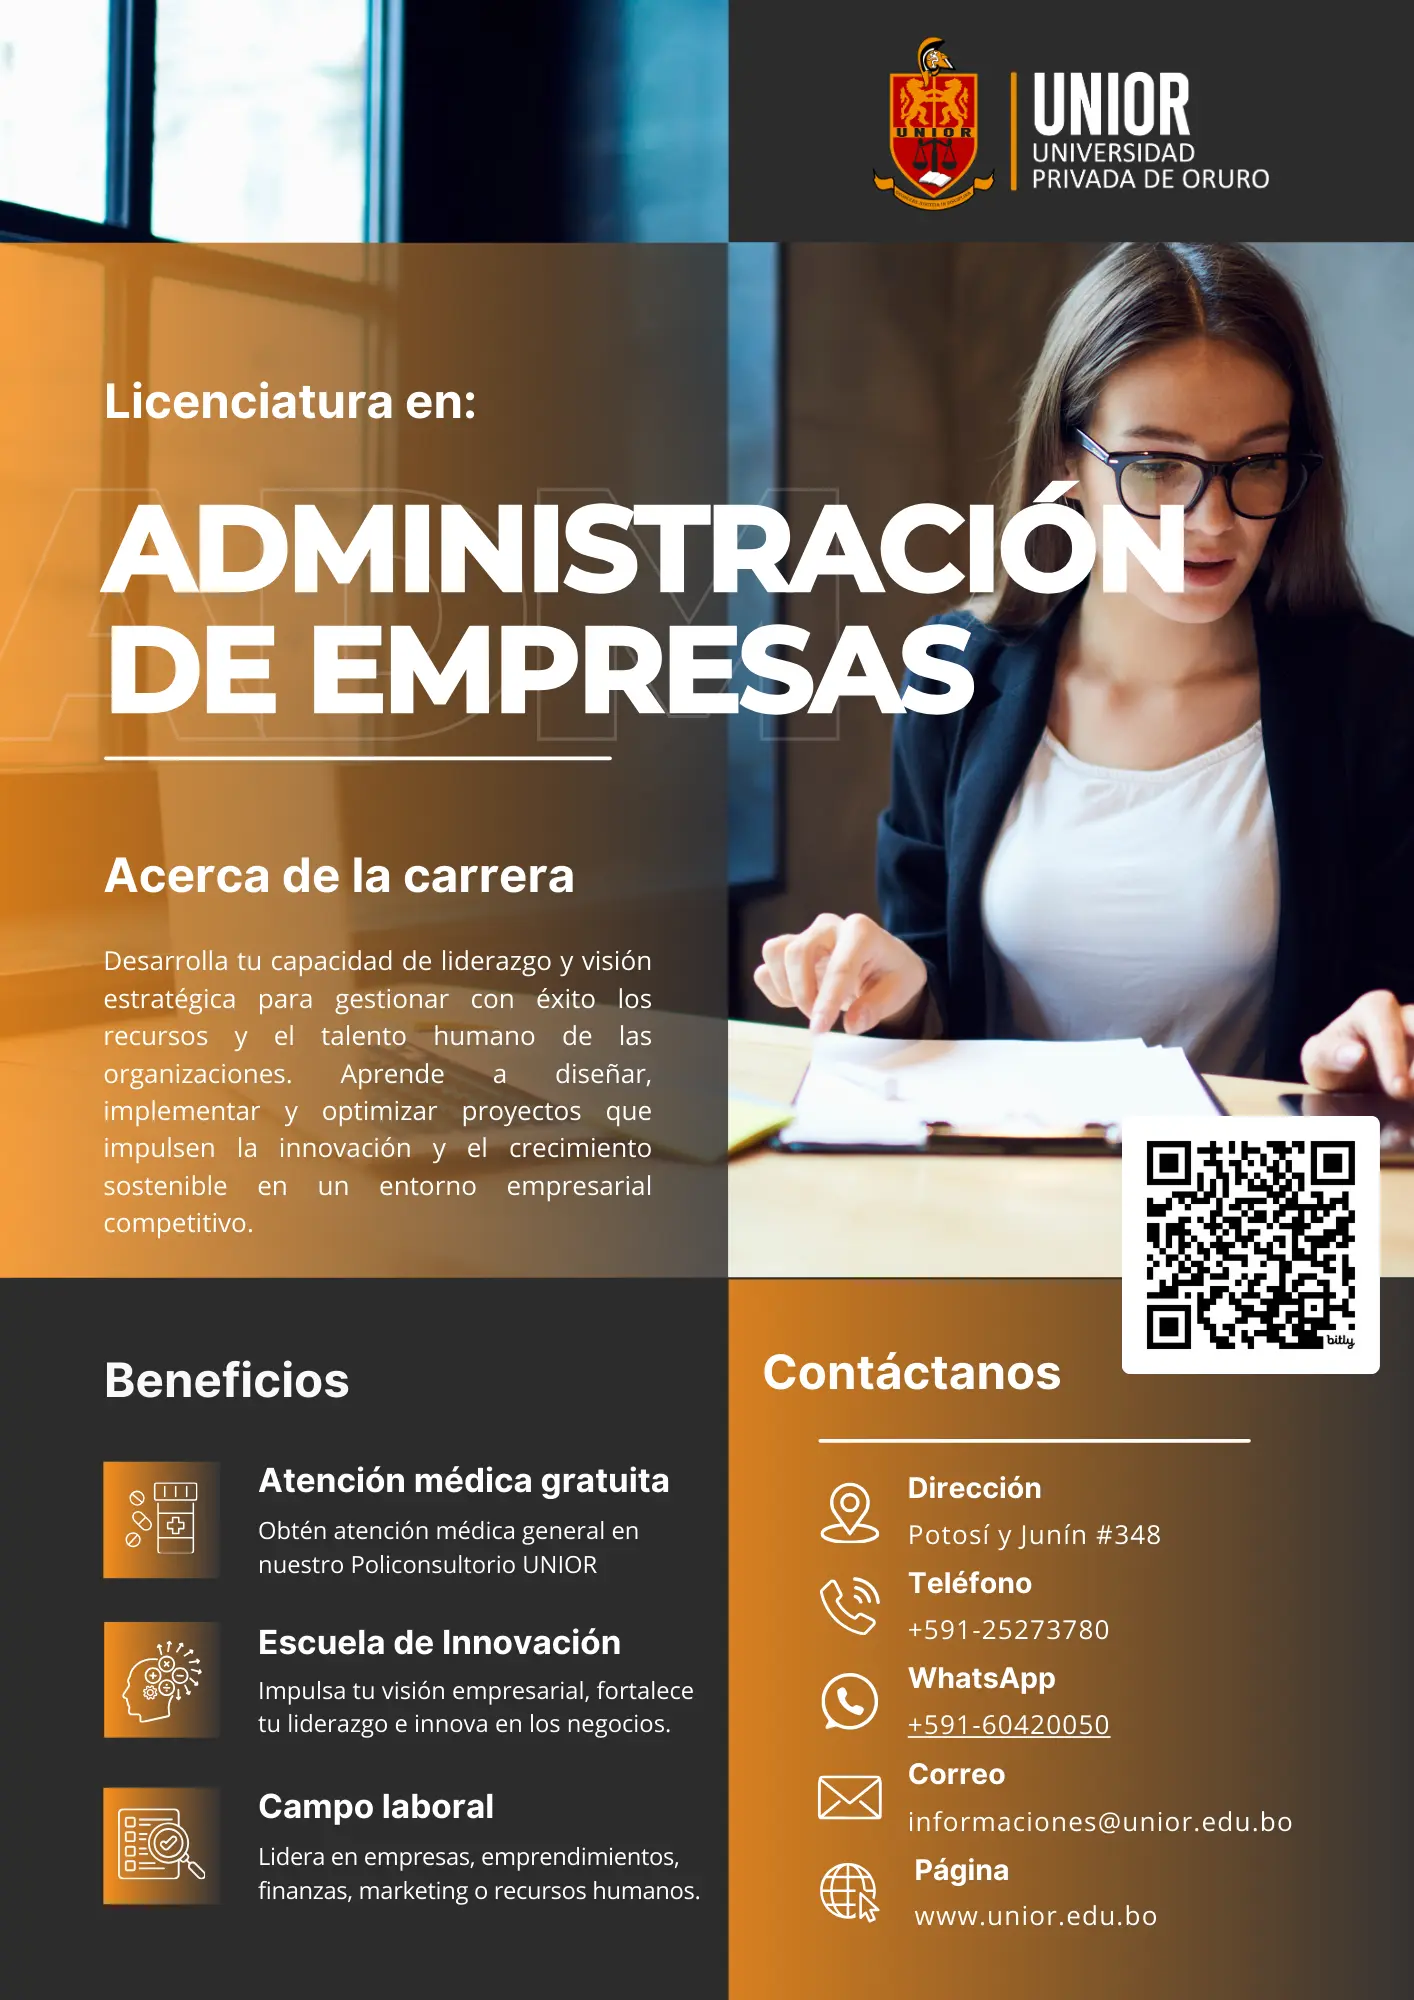 UNIOR
UNIOR
UNIVERSIDAD
PRIVADA DE ORURO
Licenciatura en:
ADM
ADMINISTRACIÓN
DE EMPRESAS
Acerca de la carrera
Desarrolla tu capacidad de liderazgo y visión
estratégica para gestionar con éxito los
recursos y el talento humano de las
organizaciones. Aprende a diseñar,
implementar y optimizar proyectos que
impulsen la innovación y el crecimiento
sostenible en un entorno empresarial
competitivo.
bitly
Beneficios
Atención médica gratuita
Obtén atención médica general en
nuestro Policonsultorio UNIOR
Escuela de Innovación
Impulsa tu visión empresarial, fortalece
tu liderazgo e innova en los negocios.
Campo laboral
Lidera en empresas, emprendimientos,
finanzas, marketing o recursos humanos.
Contáctanos
Dirección
Potosí y Junín #348
Teléfono
+591-25273780
WhatsApp
+591-60420050
Correo
informaciones@unior.edu.bo
Página
www.unior.edu.bo